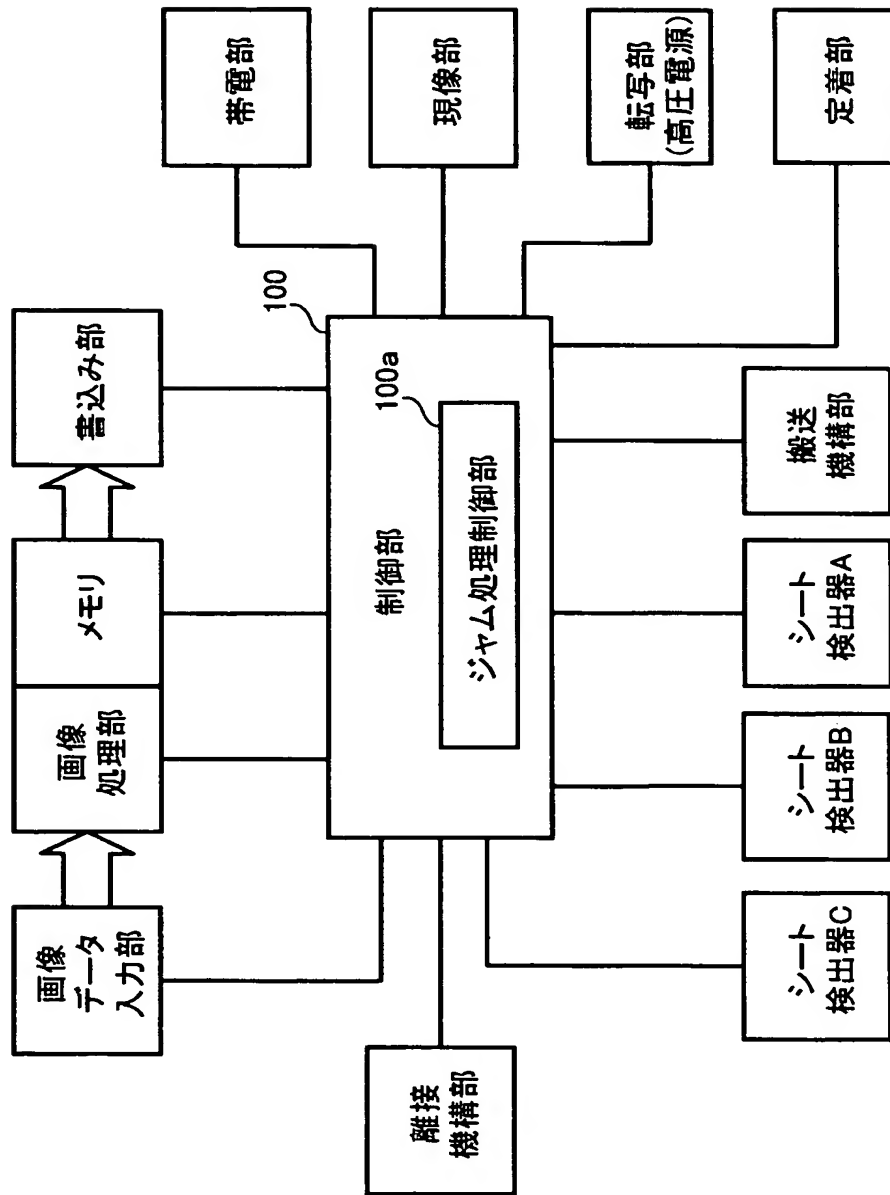 画像
データ
入力部
画像
処理部
メモリ
書込み部
離接
機構部
制御部
100
ジャム処理制御部
100a
帯電部
現像部
転写部
(高圧電源)
定着部
シート
検出器C
シート
検出器B
シート
検出器A
搬送
機構部